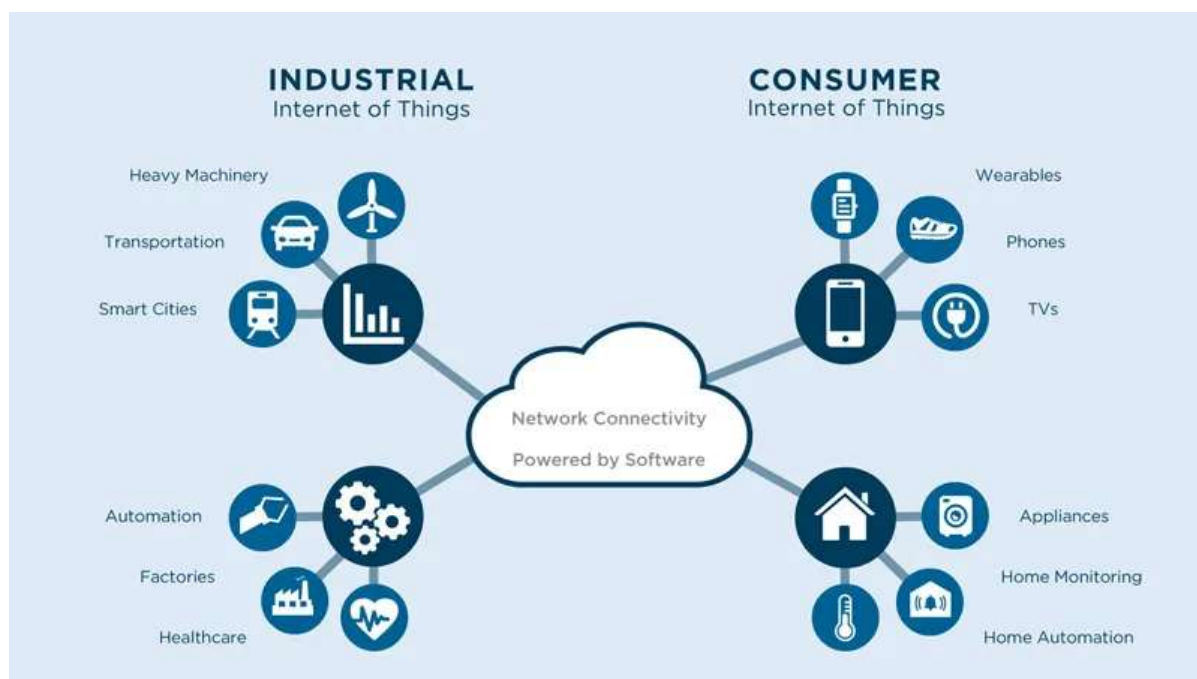 INDUSTRIAL
Internet of Things
Heavy Machinery
Transportation
Smart Cities
Automation
Factories
Healthcare
Network Connectivity
Powered by Software
CONSUMER
Internet of Things
Wearables
Phones
TVs
Appliances
Home Monitoring
Home Automation